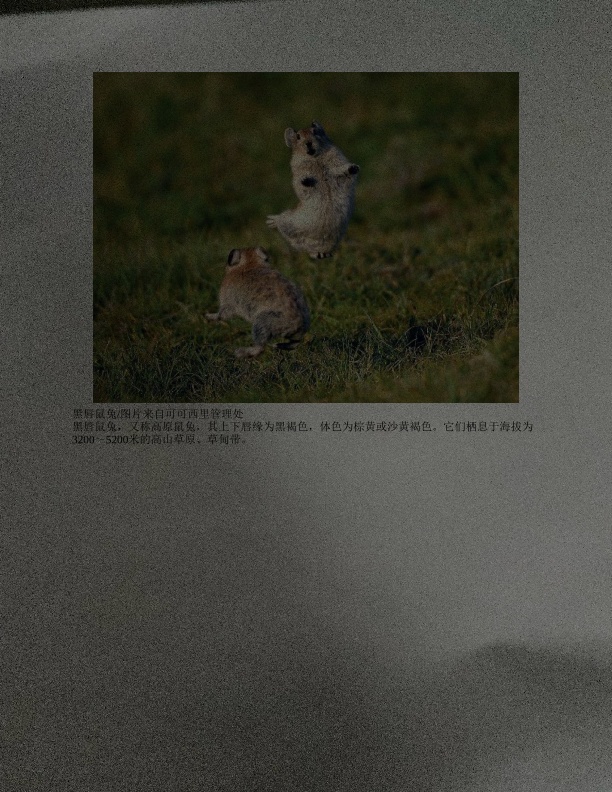 黑唇鼠兔/图片来自可可西里管理处
黑唇鼠兔，又称高原鼠兔，其上下唇缘为黑褐色，体色为棕黄或沙黄褐色。它们栖息于海拔为
3200－5200米的高山草原、草甸带。